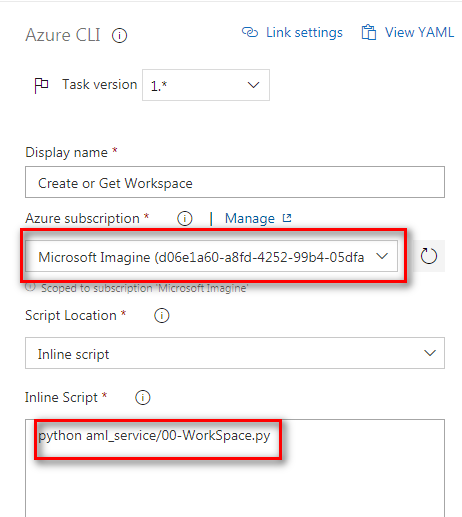 Azure CLI
Link settings
View YAML
Task version 1.*
Display name *
Create or Get Workspace
Azure subscription * | Manage
Microsoft Imagine (d06e1a60-a8fd-4252-99b4-05dfa
Scoped to subscription 'Microsoft Imagine'
Script Location *
Inline script
Inline Script *
python aml_service/00-WorkSpace.py